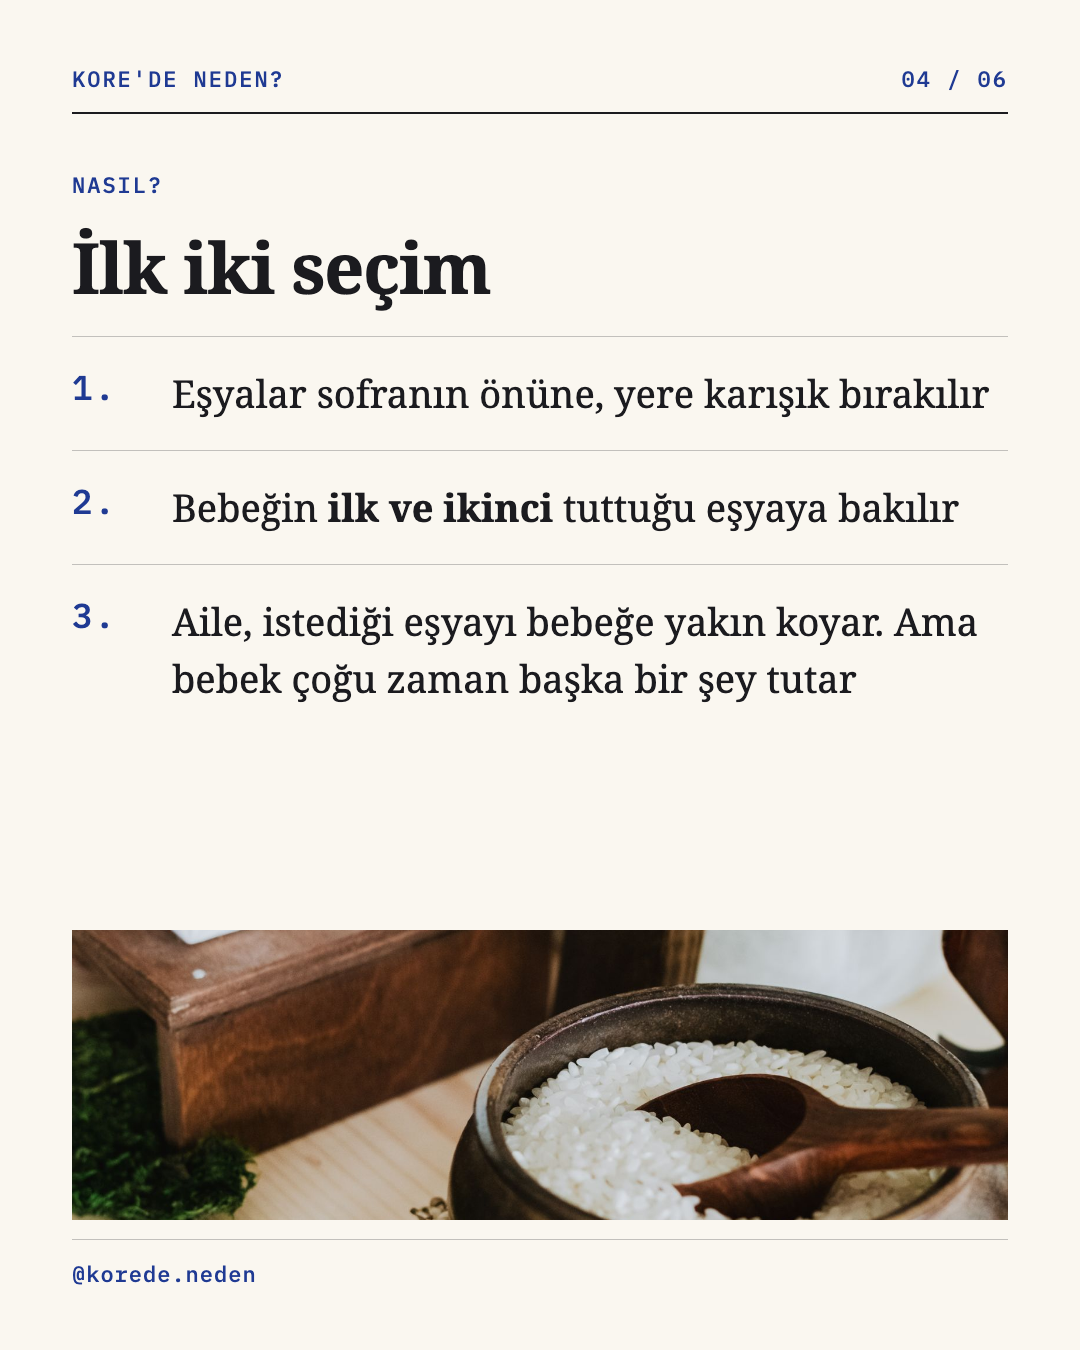 KORE'DE NEDEN?
04 / 06
NASIL?
İlk iki seçim
1. Eşyalar sofranın önüne, yere karışık bırakılır
2. Bebeğin ilk ve ikinci tuttuğu eşyaya bakılır
3. Aile, istediği eşyayı bebeğe yakın koyar. Ama
bebek çoğu zaman başka bir şey tutar
@korede.neden